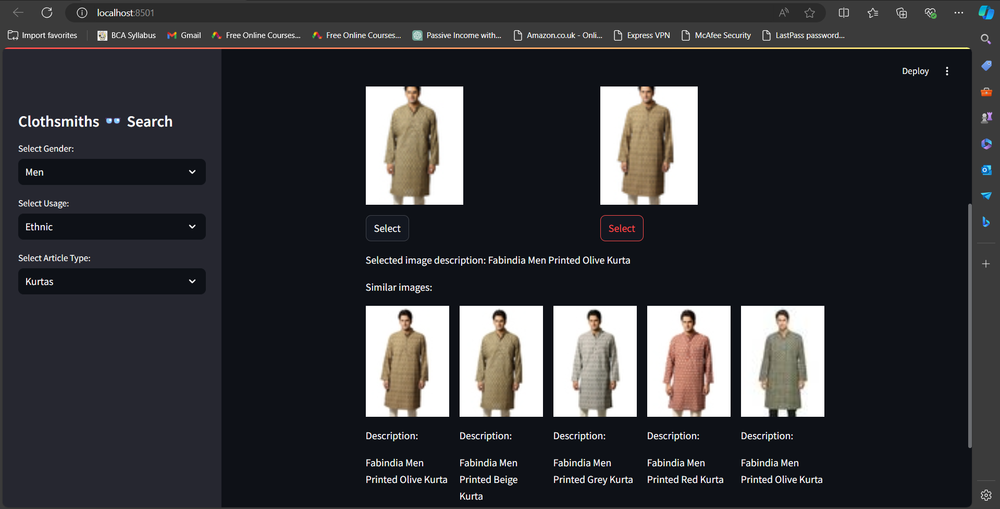 localhost:8501
Import favorites
BCA Syllabus
Gmail
Free Online Courses...
Free Online Courses...
Passive Income with...
Amazon.co.uk - Onli...
Express VPN
McAfee Security
LastPass password...
Deploy
Clothsmiths 👓 Search
Select Gender:
Men
Select Usage:
Ethnic
Select Article Type:
Kurtas
Select
Select
Selected image description: Fabindia Men Printed Olive Kurta
Similar images:
Description:
Fabindia Men
Printed Olive Kurta
Description:
Fabindia Men
Printed Beige
Kurta
Description:
Fabindia Men
Printed Grey Kurta
Description:
Fabindia Men
Printed Red Kurta
Description:
Fabindia Men
Printed Olive Kurta